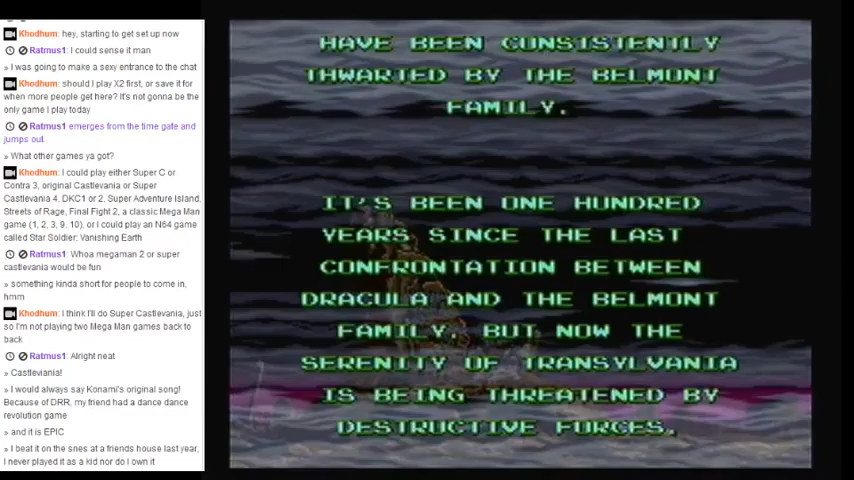 Khodhum: hey, starting to get set up now
Ratmus1: I could sense it man
» I was going to make a sexy entrance to the chat
Khodhum: should I play X2 first, or save it for
when more people get here? It's not gonna be the
only game I play today
Ratmus1 emerges from the time gate and
jumps out.
» What other games ya got?
Khodhum: I could play either Super C or
Contra 3, original Castlevania or Super
Castlevania 4, DKC1 or 2, Super Adventure Island,
Streets of Rage, Final Fight 2, a classic Mega Man
game (1, 2, 3, 9, 10), or I could play an N64 game
called Star Soldier: Vanishing Earth
Ratmus1: Whoa megaman 2 or super
castlevania would be fun
» something kinda short for people to come in,
hmm
Khodhum: I think I'll do Super Castlevania, just
so I'm not playing two Mega Man games back to
back
Ratmus1: Alright neat
» Castleviania!
» I would always say Konami's original song!
Because of DRR, my friend had a dance dance
revolution game
» and it is EPIC
» I beat it on the snes at a friends house last year,
I never played it as a kid nor do I own it
HAVE BEEN CONSISTENTLY
THWARTED BY THE BELMONT
FAMILY.
IT'S BEEN ONE HUNDRED
YEARS SINCE THE LAST
CONFRONTATION BETWEEN
DRACULA AND THE BELMONT
FAMILY. BUT NOW THE
SERENITY OF TRANSYLVANIA
IS BEING THREATENED BY
DESTRUCTIVE FORCES.